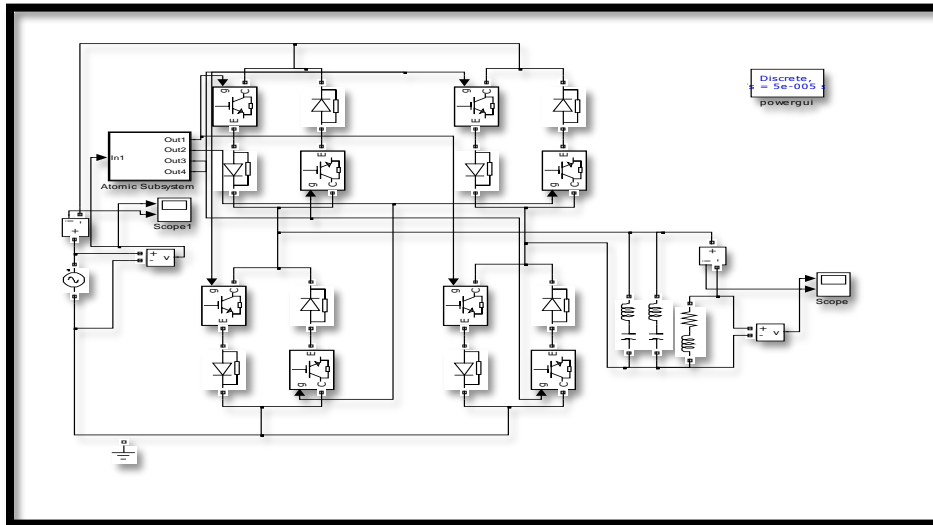 Discrete,
s = 5e-005 s
powergui
g
C
E
g
C
E
E
g
C
E
g
C
In1
Out1
Out2
Out3
Out4
Atomic Subsystem
Scope1
i
+
+
-
v
g
C
E
g
C
E
E
g
C
E
g
C
+
i
-
Scope
+
-
v